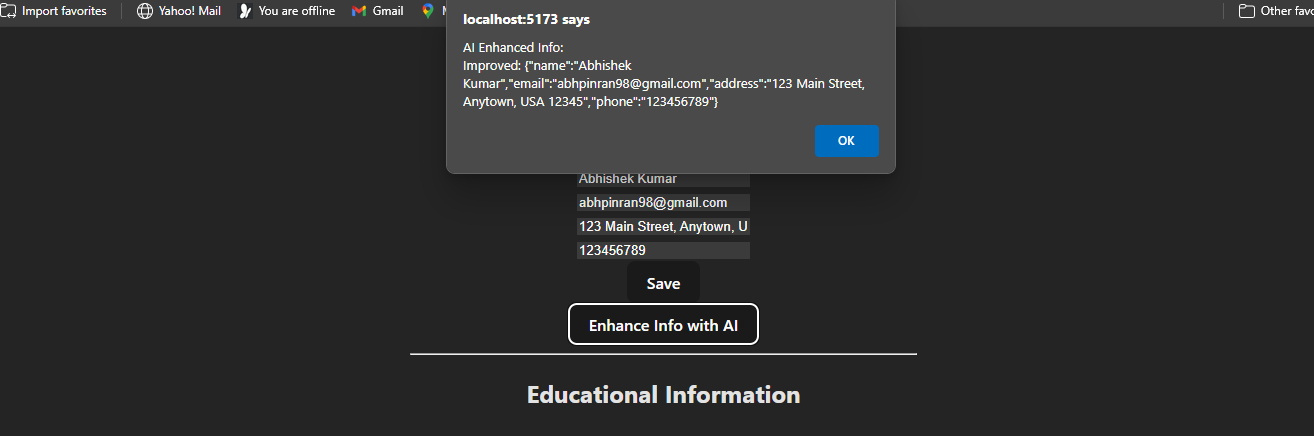 Import favorites
Yahoo! Mail
You are offline
Gmail
Other favo
localhost:5173 says
AI Enhanced Info:
Improved: {"name":"Abhishek
Kumar","email":"abhpinran98@gmail.com","address":"123 Main Street,
Anytown, USA 12345","phone":"123456789"}
OK
Abhishek Kumar
abhpinran98@gmail.com
123 Main Street, Anytown, U
123456789
Save
Enhance Info with AI
Educational Information